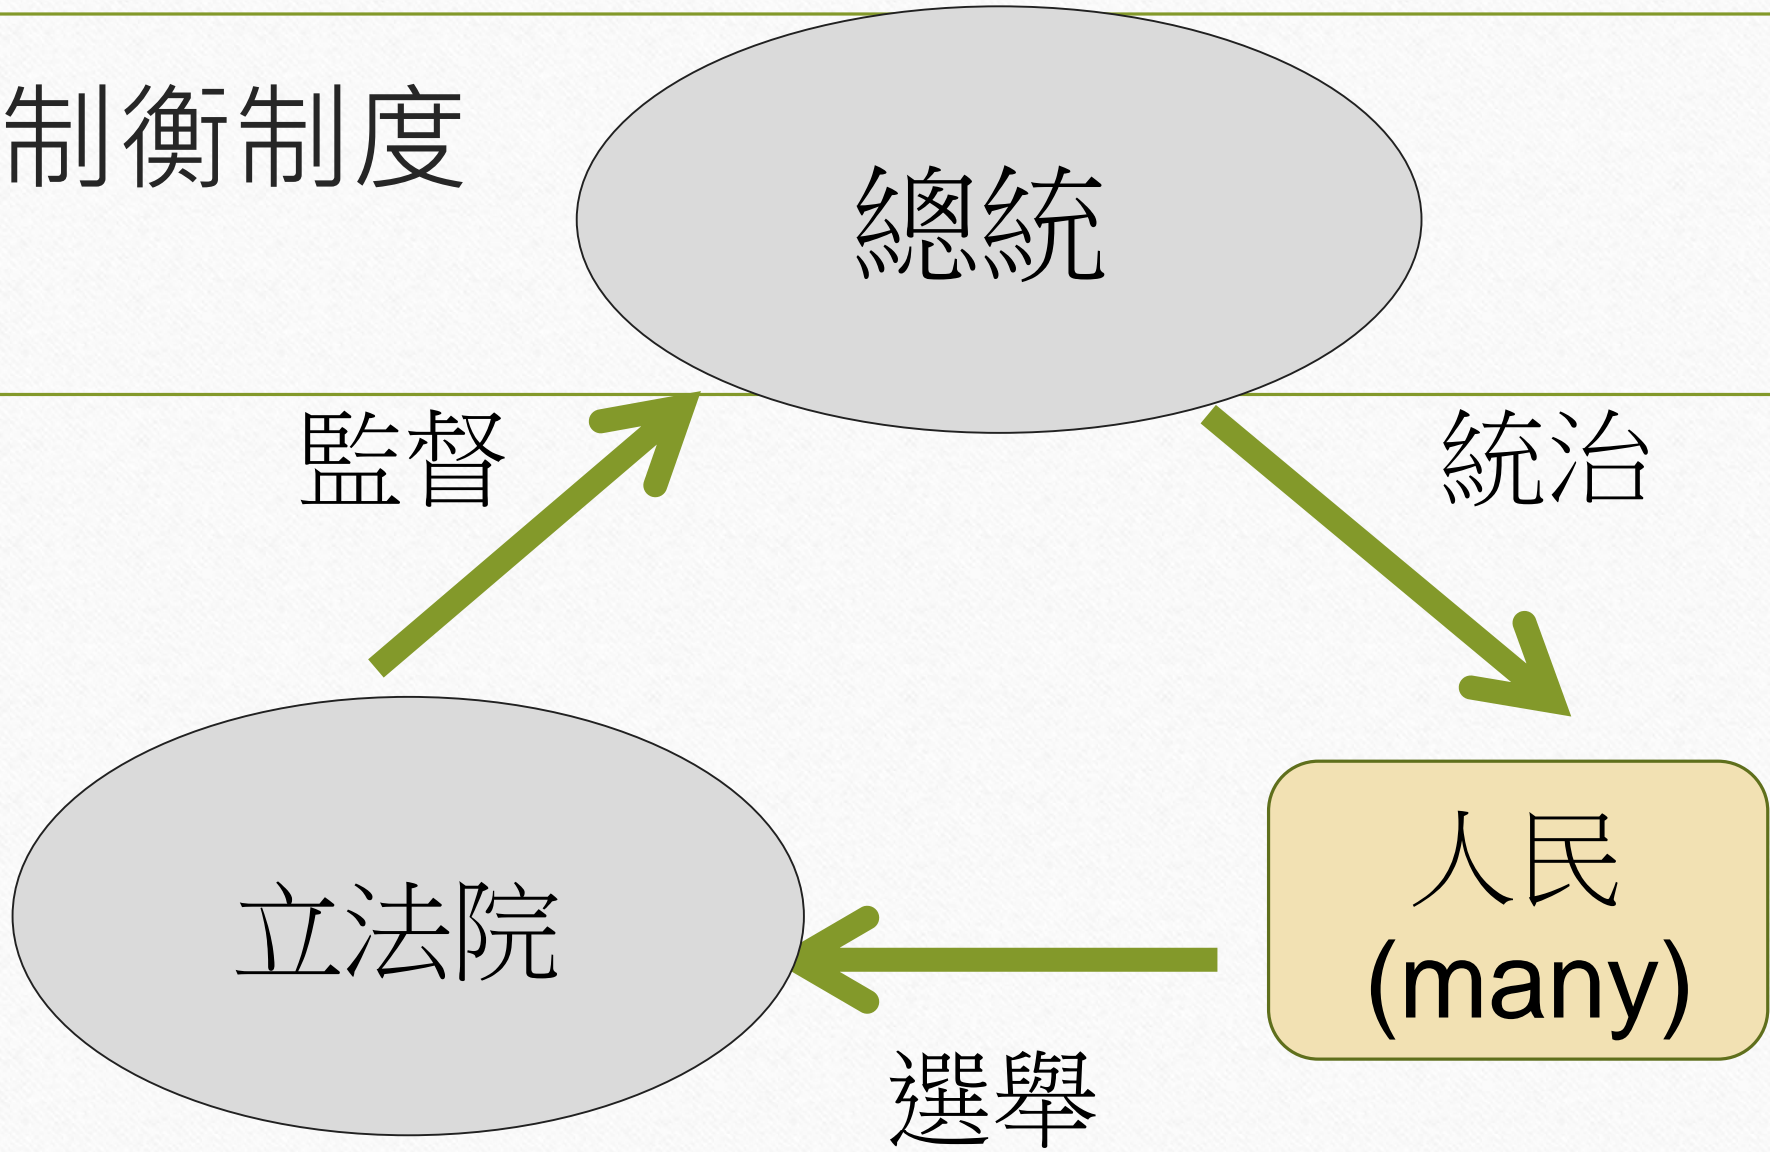 制衡制度
總統
監督
統治
立法院
人民
(many)
選舉